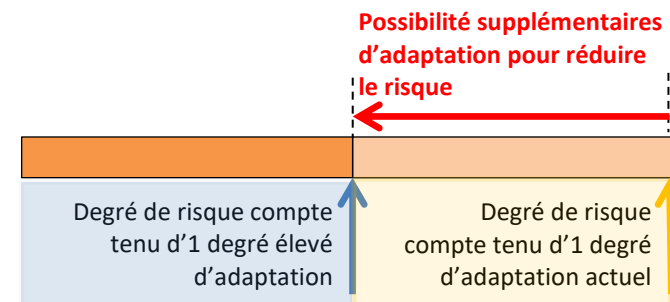 Possibilité supplémentaires
d’adaptation pour réduire
le risque
Degré de risque compte
tenu d’1 degré élevé
d’adaptation
Degré de risque
compte tenu d’1 degré
d’adaptation actuel